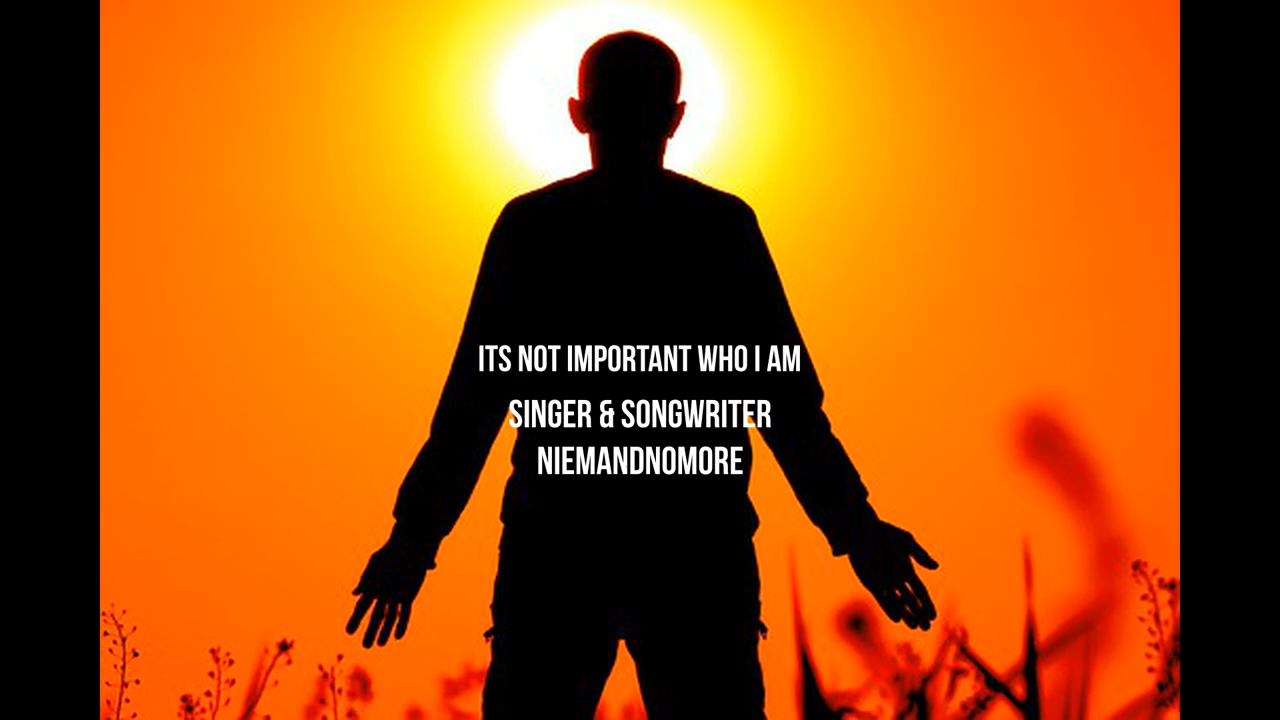 ITS NOT IMPORTANT WHO I AM
SINGER & SONGWRITER
NIEMANDNOMORE